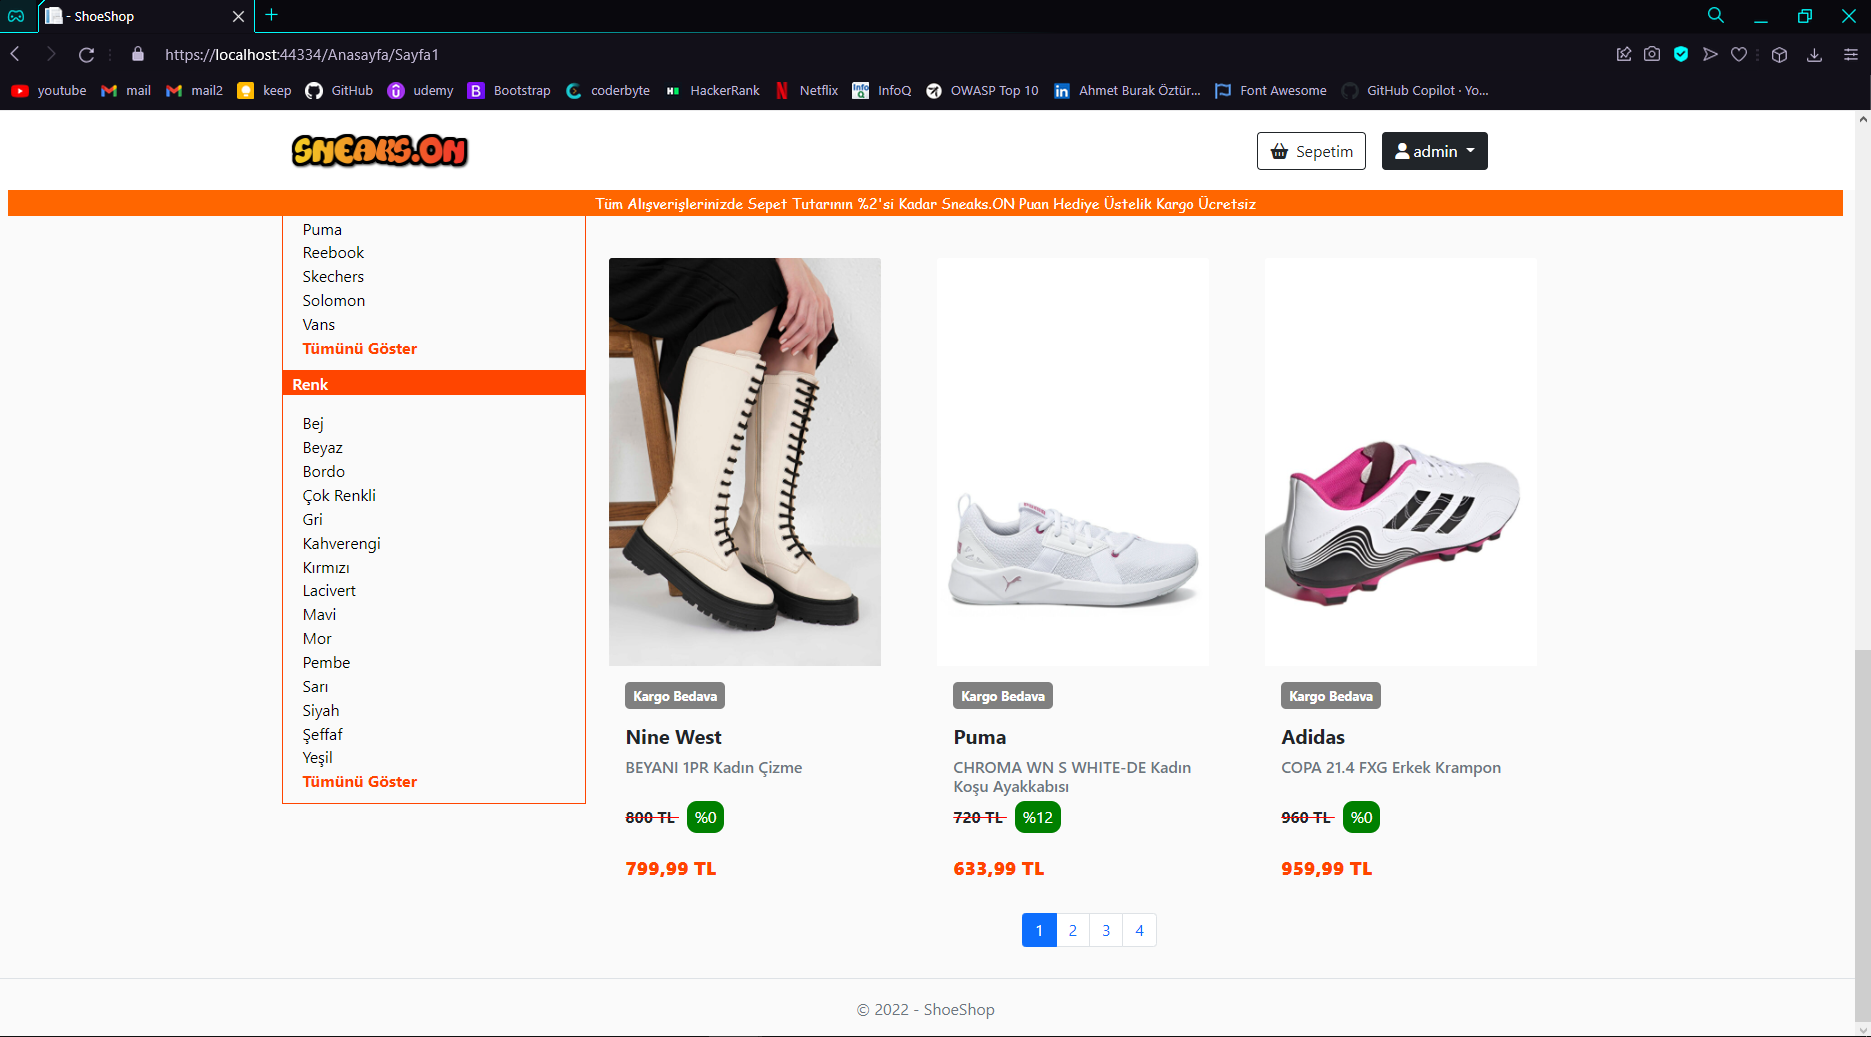 - ShoeShop
https://localhost:44334/Anasayfa/Sayfa1
youtube mail mail2 keep GitHub udemy Bootstrap coderbyte HackerRank Netflix InfoQ OWASP Top 10 Ahmet Burak Öztür... Font Awesome GitHub Copilot · Yo...
SNEAKS.ON
Sepetim
admin
Tüm Alışverişlerinizde Sepet Tutarının %2'si Kadar Sneaks.ON Puan Hediye Üstelik Kargo Ücretsiz
Puma
Reebook
Skechers
Solomon
Vans
Tümünü Göster
Renk
Bej
Beyaz
Bordo
Çok Renkli
Gri
Kahverengi
Kırmızı
Lacivert
Mavi
Mor
Pembe
Sarı
Siyah
Şeffaf
Yeşil
Tümünü Göster
Kargo Bedava
Nine West
BEYANI 1PR Kadın Çizme
800 TL %0
799,99 TL
Kargo Bedava
Puma
CHROMA WN S WHITE-DE Kadın
Koşu Ayakkabısı
720 TL %12
633,99 TL
Kargo Bedava
Adidas
COPA 21.4 FXG Erkek Krampon
960 TL %0
959,99 TL
1 2 3 4
© 2022 - ShoeShop